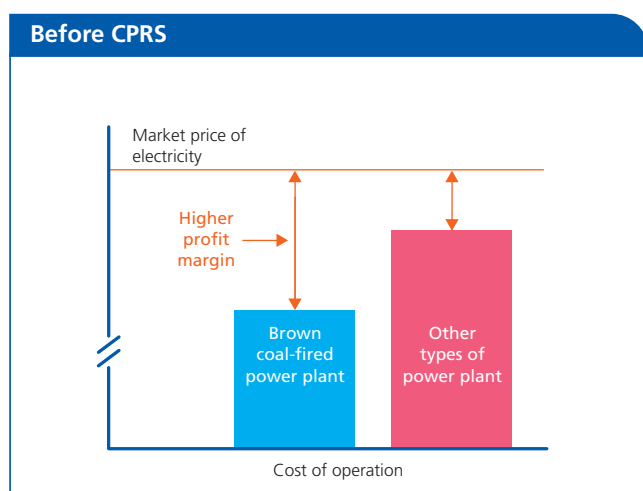 Before CPRS
Market price of
electricity
Higher
profit
margin
Brown
coal-fired
power plant
Other
types of
power plant
Cost of operation